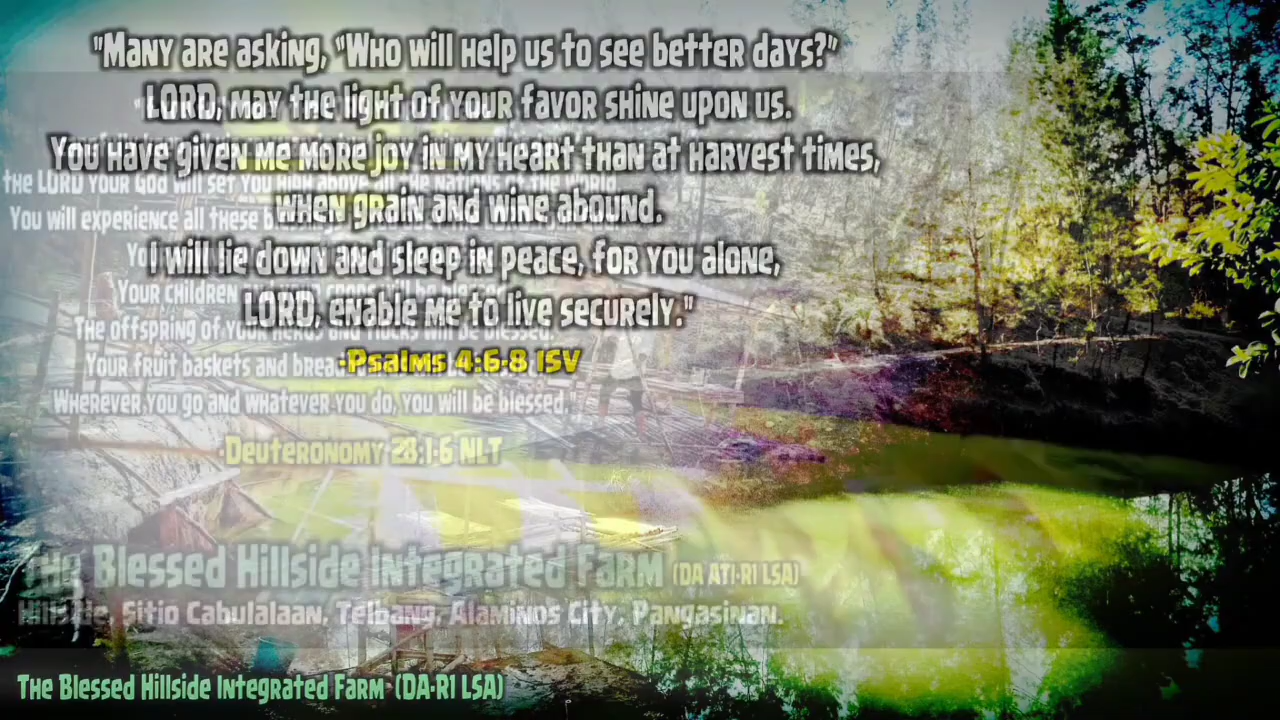 "Many are asking, "Who will help us to see better days?"
LORD, may the light of your favor shine upon us.
You have given me more joy in my heart than at harvest times,
when grain and wine abound.
I will lie down and sleep in peace, for you alone,
LORD, enable me to live securely."
-Psalms 4:6-8 ISV
the LORD your God will set you high above all the nations of the world.
You will experience all these
Your children
The offspring of your herds and flocks will be blessed.
Your fruit baskets and
Wherever you go and whatever you do, you will be blessed."
-Deuteronomy 28:1-6 NLT
The Blessed Hillside Integrated Farm (DA ATI-R1 LSA)
Hillside, Sitio Cabulalaan, Telbang, Alaminos City, Pangasinan.
The Blessed Hillside Integrated Farm (DA-R1 LSA)